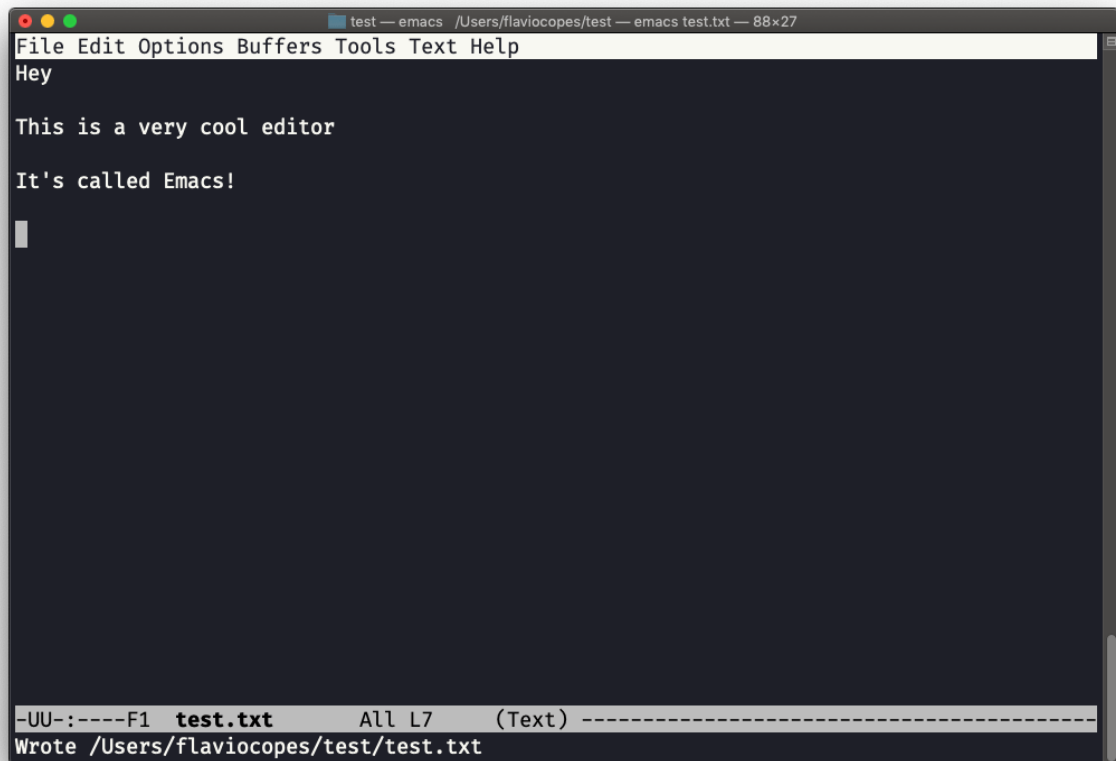 test — emacs /Users/flaviocopes/test — emacs test.txt — 88×27
File Edit Options Buffers Tools Text Help
Hey
This is a very cool editor
It's called Emacs!
-UU-:----F1  test.txt       All L7     (Text) ------------------------------------------
Wrote /Users/flaviocopes/test/test.txt